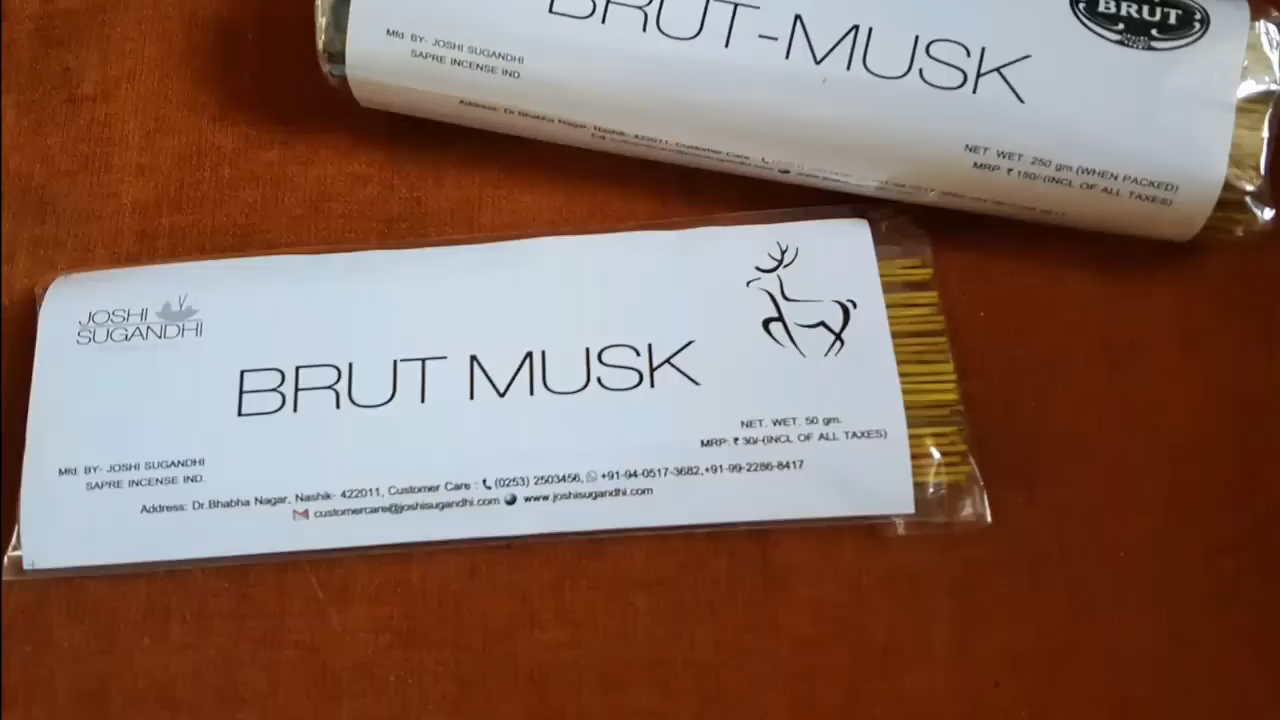 BRUT
BRUT-MUSK
Mfd BY- JOSHI SUGANDHI
SAPRE INCENSE IND.
Address: Dr.Bhabha Nagar, Nashik- 422011, Customer Care :
NET WET. 250 gm.(WHEN PACKED)
MRP ₹ 150/-(INCL OF ALL TAXES)
JOSHI
SUGANDHI
BRUT MUSK
NET. WET. 50 gm.
MRP: ₹ 30/-(INCL OF ALL TAXES)
Mfd. BY- JOSHI SUGANDHI
SAPRE INCENSE IND.
Address: Dr.Bhabha Nagar, Nashik- 422011, Customer Care : (0253) 2503456, +91-94-0517-3682,+91-99-2286-8417
customercare@joshisugandhi.com www.joshisugandhi.com